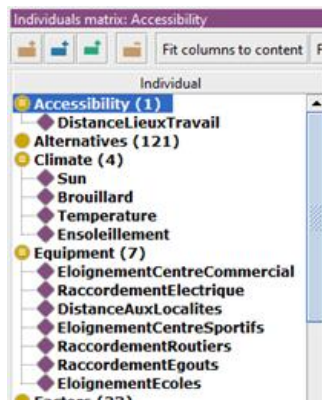 Individuals matrix: Accessibility
Fit columns to content
Individual
Accessibility (1)
DistanceLieuxTravail
Alternatives (121)
Climate (4)
Sun
Brouillard
Temperature
Ensoleillement
Equipment (7)
EloignementCentreCommercial
RaccordementElectrique
DistanceAuxLocalites
EloignementCentreSportifs
RaccordementRoutiers
RaccordementEgouts
EloignementEcoles